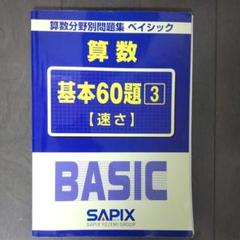 算数分野別問題集 ベイシック
算数
基本60題 3
【速さ】
BASIC
SAPIX
SAPIX YOZEMI GROUP